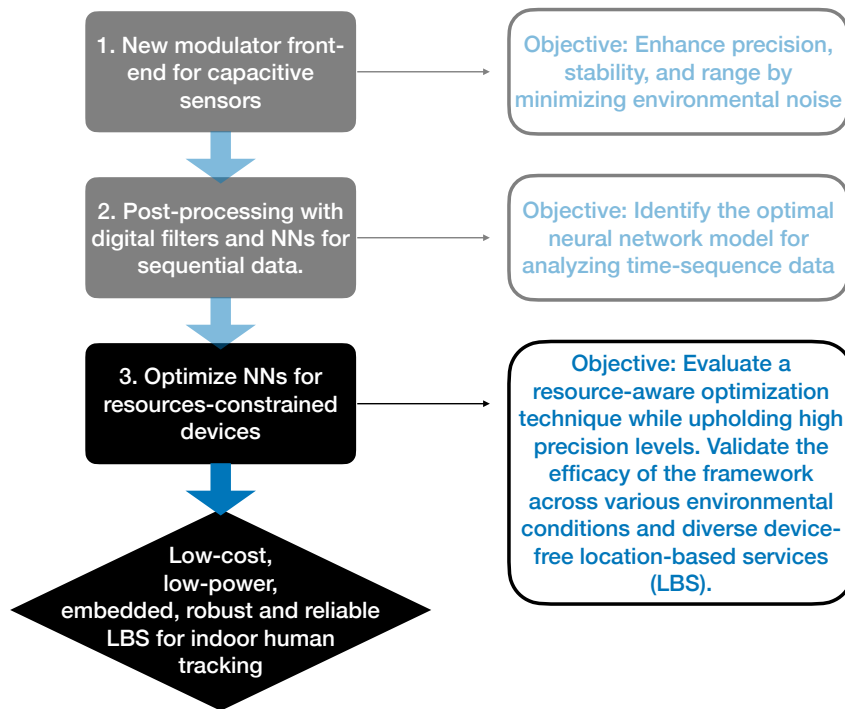 1. New modulator front-
end for capacitive
sensors
Objective: Enhance precision,
stability, and range by
minimizing environmental noise
2. Post-processing with
digital filters and NNs for
sequential data.
Objective: Identify the optimal
neural network model for
analyzing time-sequence data
3. Optimize NNs for
resources-constrained
devices
Objective: Evaluate a
resource-aware optimization
technique while upholding high
precision levels. Validate the
efficacy of the framework
across various environmental
conditions and diverse device-
free location-based services
(LBS).
Low-cost,
low-power,
embedded, robust and reliable
LBS for indoor human
tracking